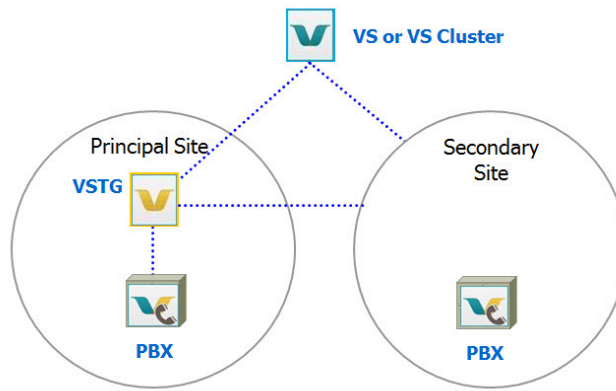 VS or VS Cluster
Principal Site
Secondary
Site
VSTG
PBX
PBX